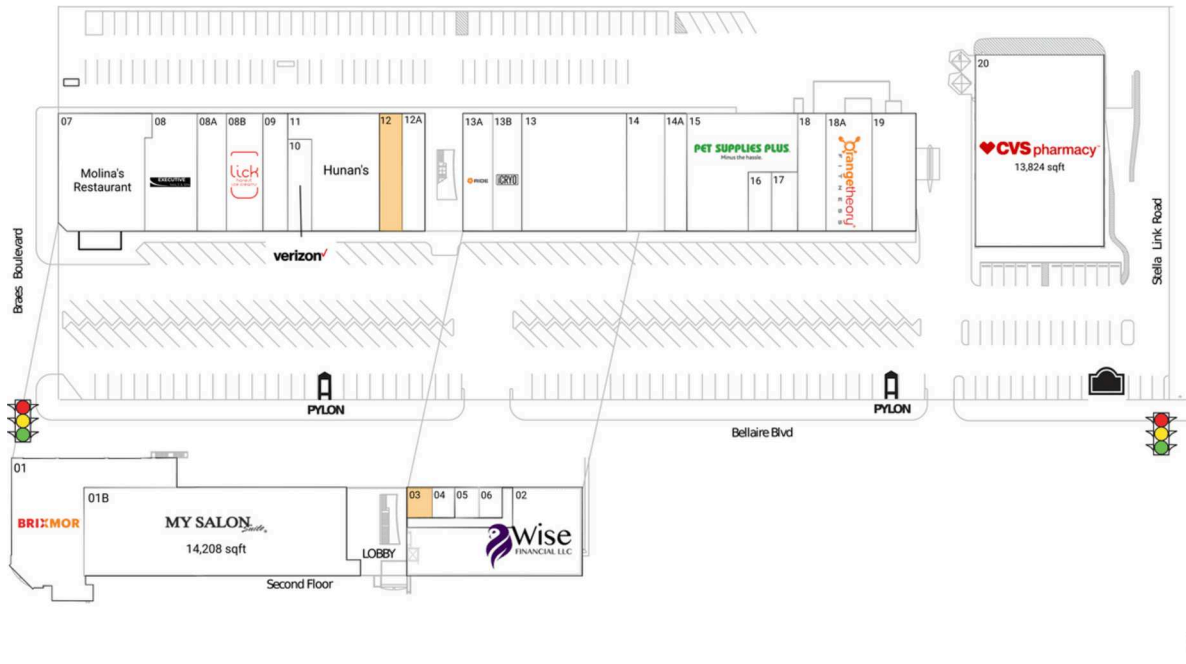 20
07
08
08A
08B
09
11
12
12A
13A
13B
13
14
14A
15
18
18A
19
10
16
17
Molina's
Restaurant
EXECUTIVE
lick
Hunan's
RIDE
CRYO
PET SUPPLIES PLUS
Minus the hassle.
Orangetheory
FITNESS
CVS pharmacy
13,824 sqft
verizon
Braes Boulevard
Stella Link Road
PYLON
PYLON
Bellaire Blvd
01
01B
03
04
05
06
02
BRIXMOR
MY SALON
Suite
14,208 sqft
LOBBY
Wise
FINANCIAL LLC
Second Floor